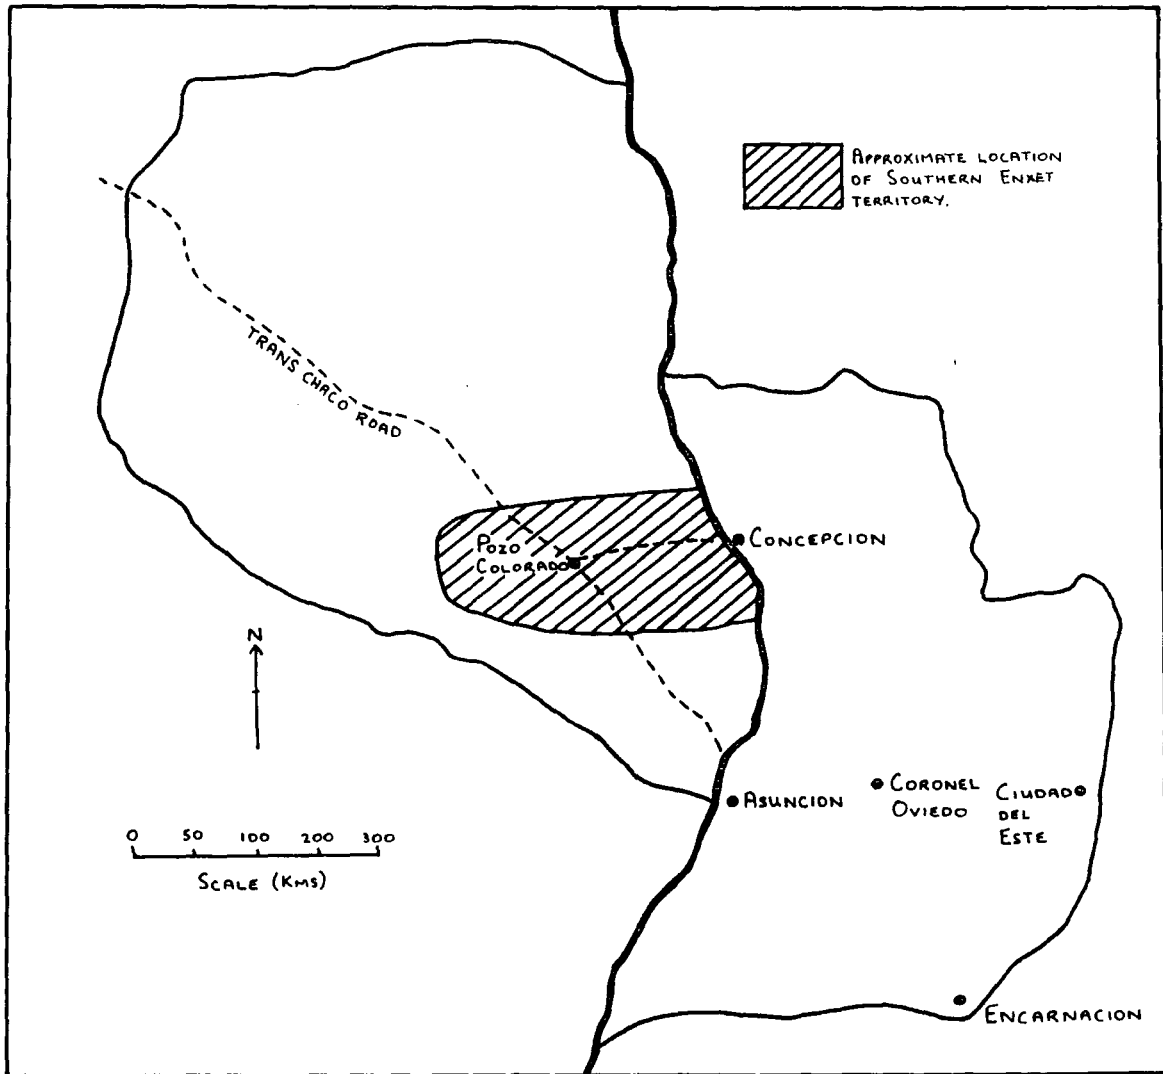 APPROXIMATE LOCATION
OF SOUTHERN ENXET
TERRITORY.
TRANS CHACO ROAD
POZO
COLORADO
CONCEPCION
N
ASUNCION
CORONEL
OVIEDO
CIUDAD
DEL
ESTE
0 50 100 200 300
SCALE (KMS)
ENCARNACION